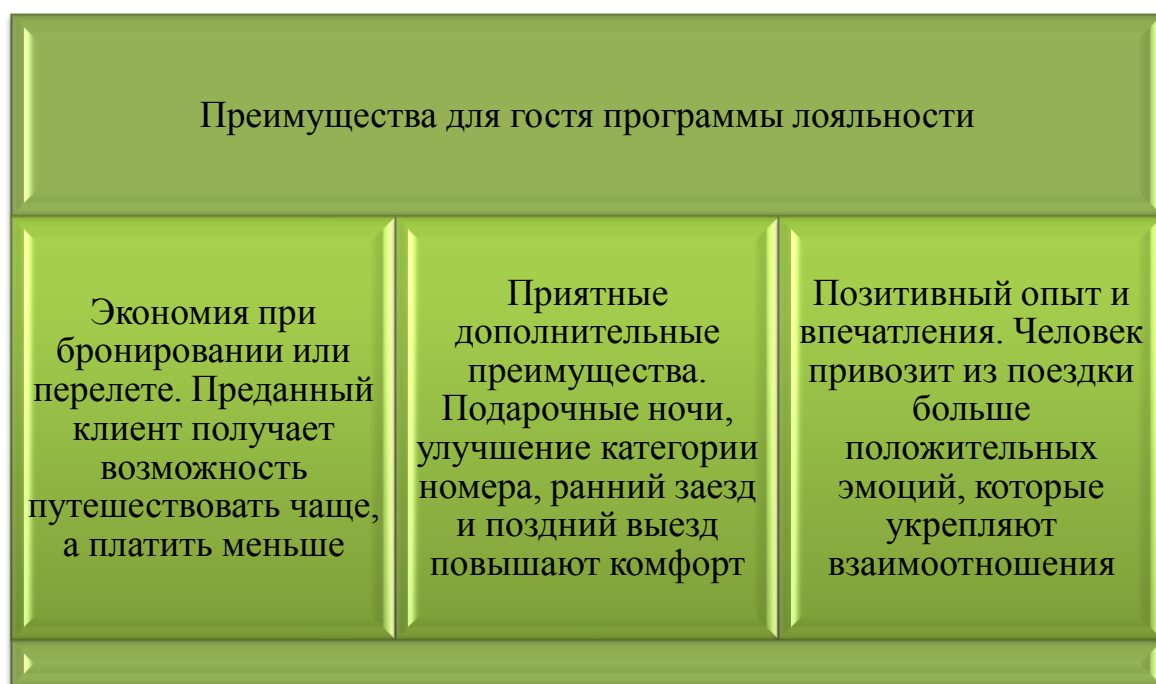 Преимущества для гостя программы лояльности
Экономия при
бронировании или
перелете. Преданный
клиент получает
возможность
путешествовать чаще,
а платить меньше
Приятные
дополнительные
преимущества.
Подарочные ночи,
улучшение категории
номера, ранний заезд
и поздний выезд
повышают комфорт
Позитивный опыт и
впечатления. Человек
привозит из поездки
больше
положительных
эмоций, которые
укрепляют
взаимоотношения